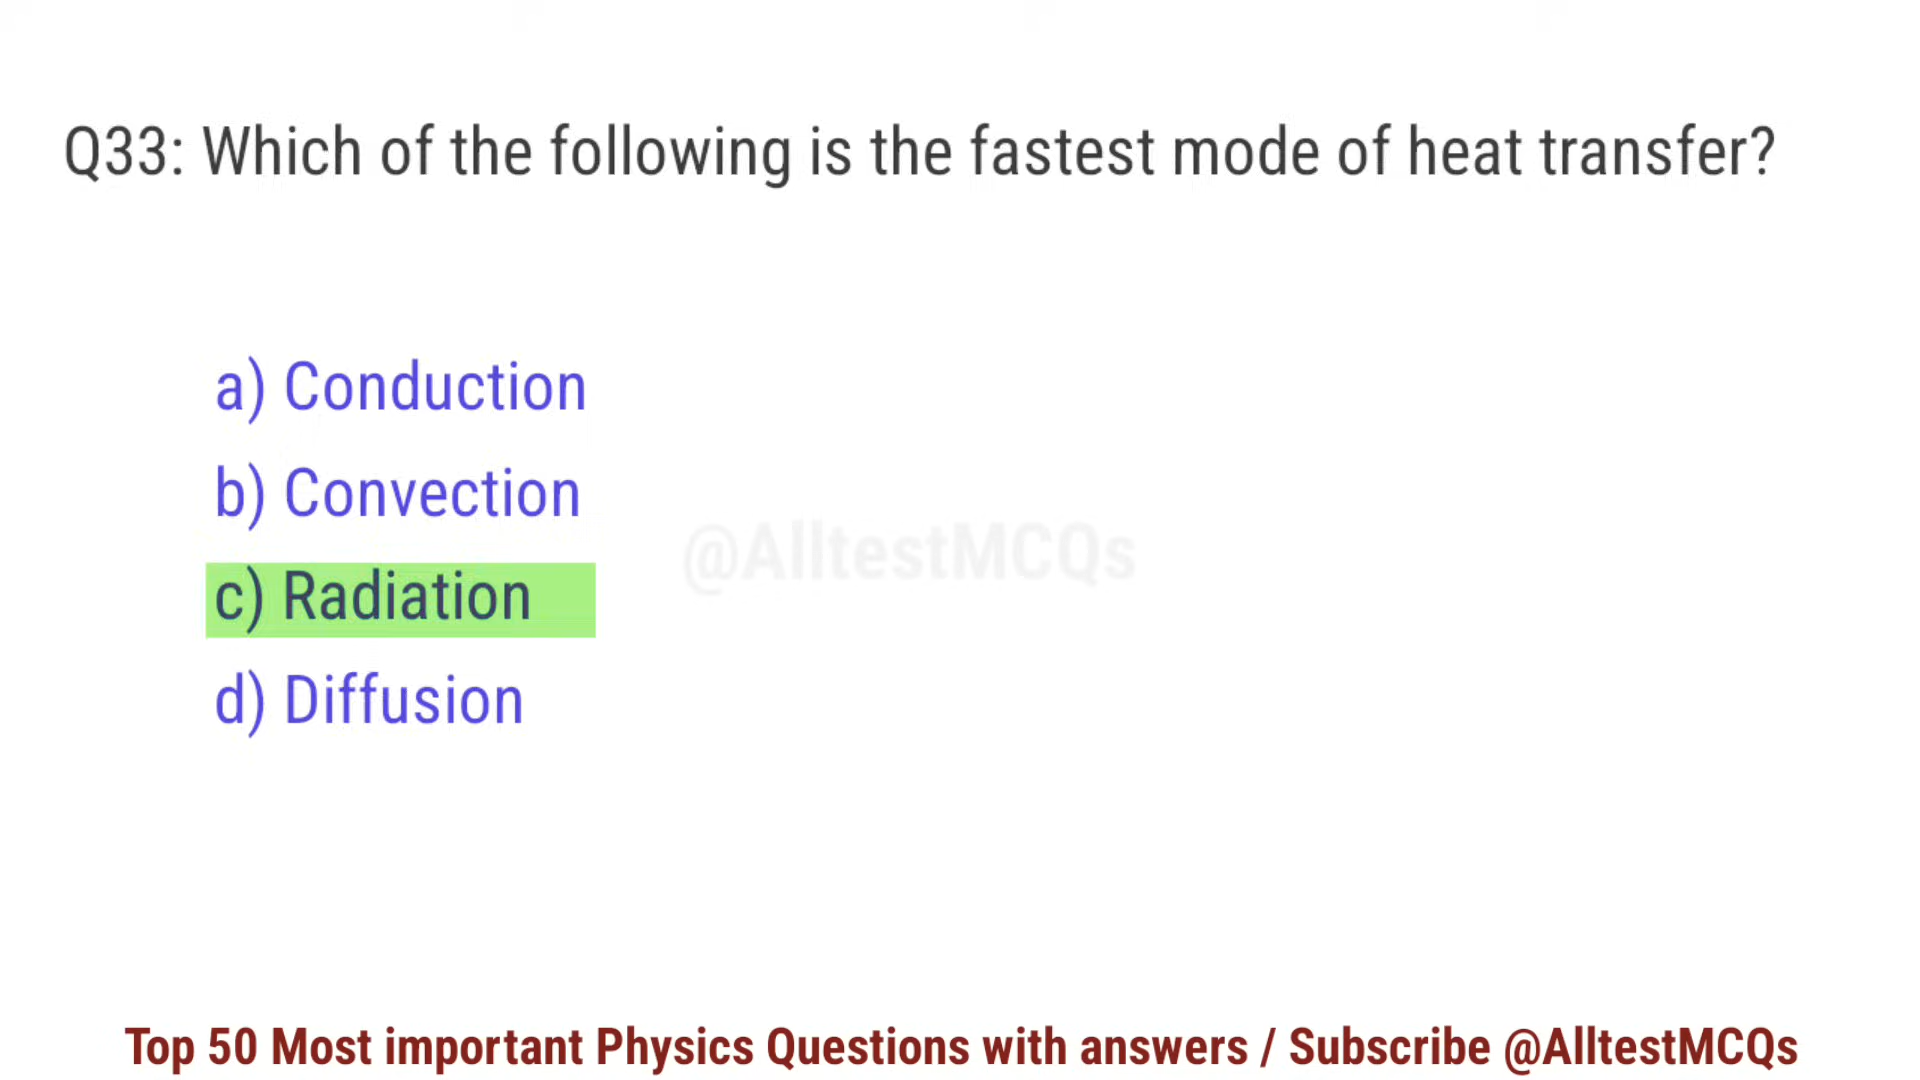 Q33: Which of the following is the fastest mode of heat transfer?
a) Conduction
b) Convection
@AlltestMCQs
c) Radiation
d) Diffusion
Top 50 Most important Physics Questions with answers / Subscribe @AlltestMCQs